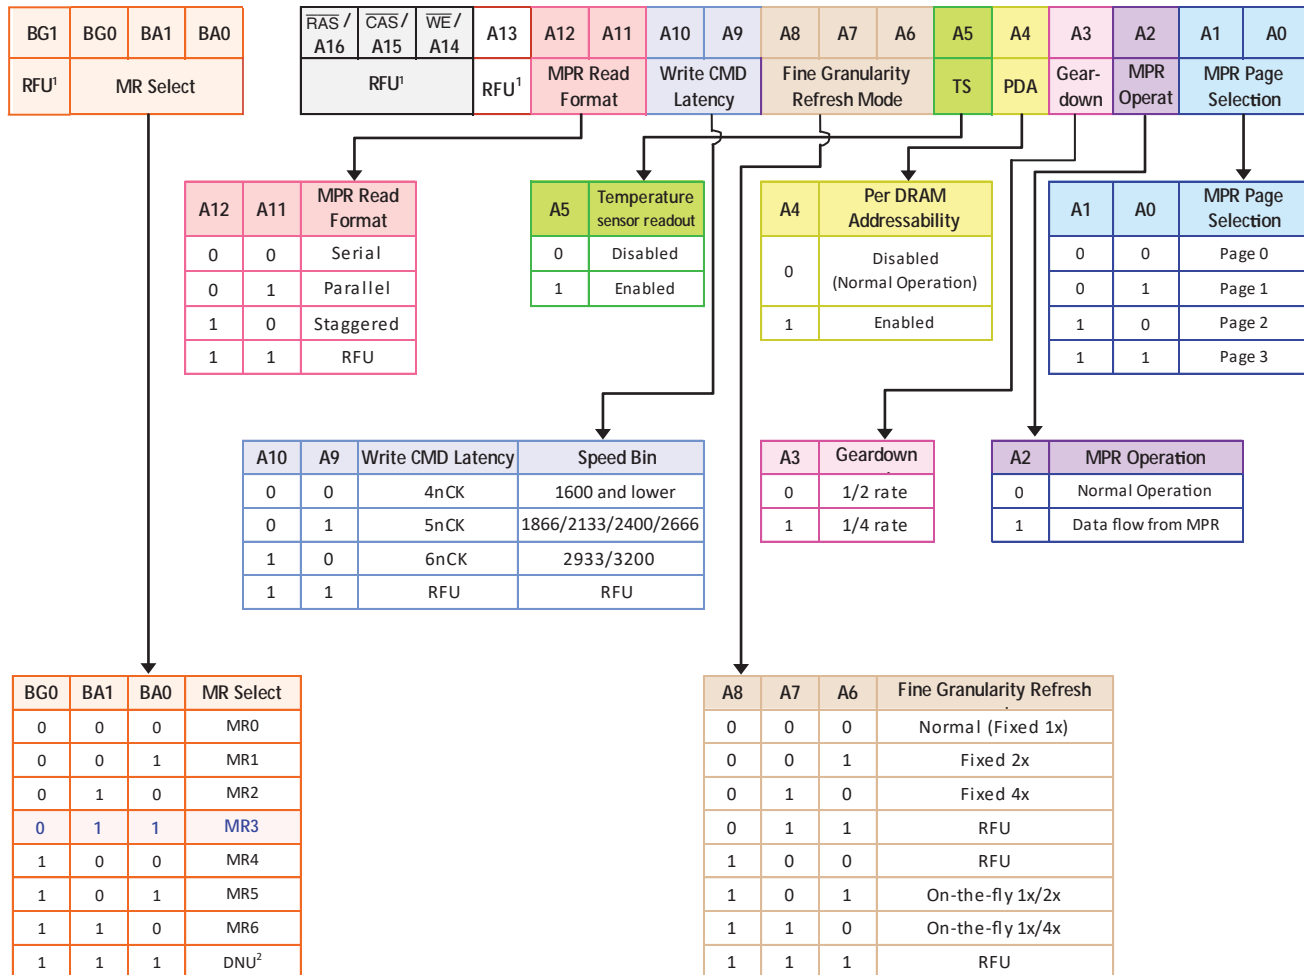 BG1 BG0 BA1 BA0
RFU¹ MR Select
RAS / A16 CAS / A15 WE / A14 A13 A12 A11 A10 A9 A8 A7 A6 A5 A4 A3 A2 A1 A0
RFU¹ RFU¹ MPR Read Format Write CMD Latency Fine Granularity Refresh Mode TS PDA Gear-down MPR Operat MPR Page Selection
A12 A11 MPR Read Format
0 0 Serial
0 1 Parallel
1 0 Staggered
1 1 RFU
A5 Temperature sensor readout
0 Disabled
1 Enabled
A4 Per DRAM Addressability
0 Disabled (Normal Operation)
1 Enabled
A1 A0 MPR Page Selection
0 0 Page 0
0 1 Page 1
1 0 Page 2
1 1 Page 3
A10 A9 Write CMD Latency Speed Bin
0 0 4nCK 1600 and lower
0 1 5nCK 1866/2133/2400/2666
1 0 6nCK 2933/3200
1 1 RFU RFU
A3 Geardown
0 1/2 rate
1 1/4 rate
A2 MPR Operation
0 Normal Operation
1 Data flow from MPR
BG0 BA1 BA0 MR Select
0 0 0 MR0
0 0 1 MR1
0 1 0 MR2
0 1 1 MR3
1 0 0 MR4
1 0 1 MR5
1 1 0 MR6
1 1 1 DNU²
A8 A7 A6 Fine Granularity Refresh
0 0 0 Normal (Fixed 1x)
0 0 1 Fixed 2x
0 1 0 Fixed 4x
0 1 1 RFU
1 0 0 RFU
1 0 1 On-the-fly 1x/2x
1 1 0 On-the-fly 1x/4x
1 1 1 RFU